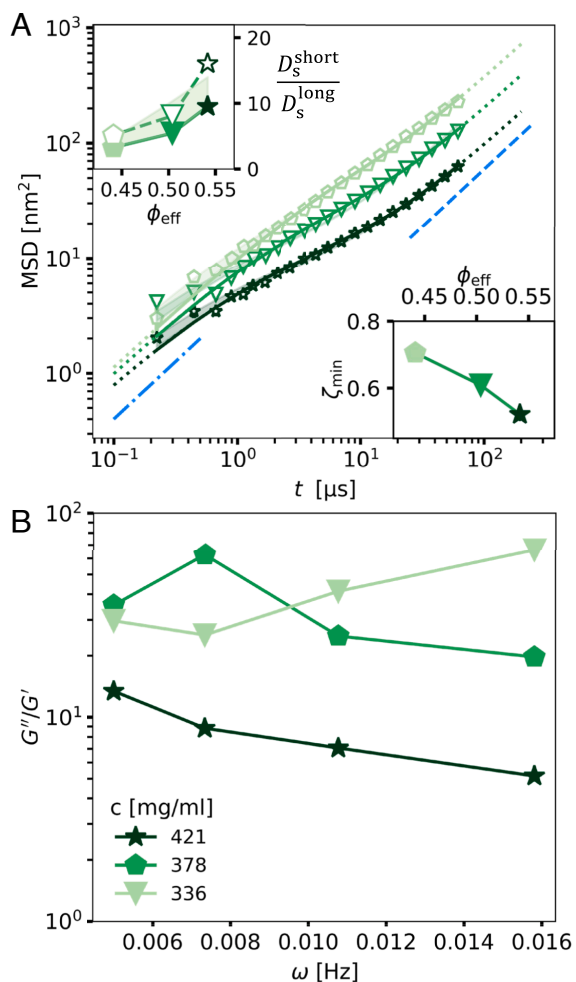 A
10³
10²
10¹
10⁰
MSD [nm²]
20
10
0
D_s^short
D_s^long
0.45 0.50 0.55
ϕ_eff
ϕ_eff
0.45 0.50 0.55
0.8
0.6
ζ_min
10⁻¹ 10⁰ 10¹ 10²
t [μs]
B
10²
10¹
10⁰
G''/G'
c [mg/ml]
421
378
336
0.006 0.008 0.010 0.012 0.014 0.016
ω [Hz]